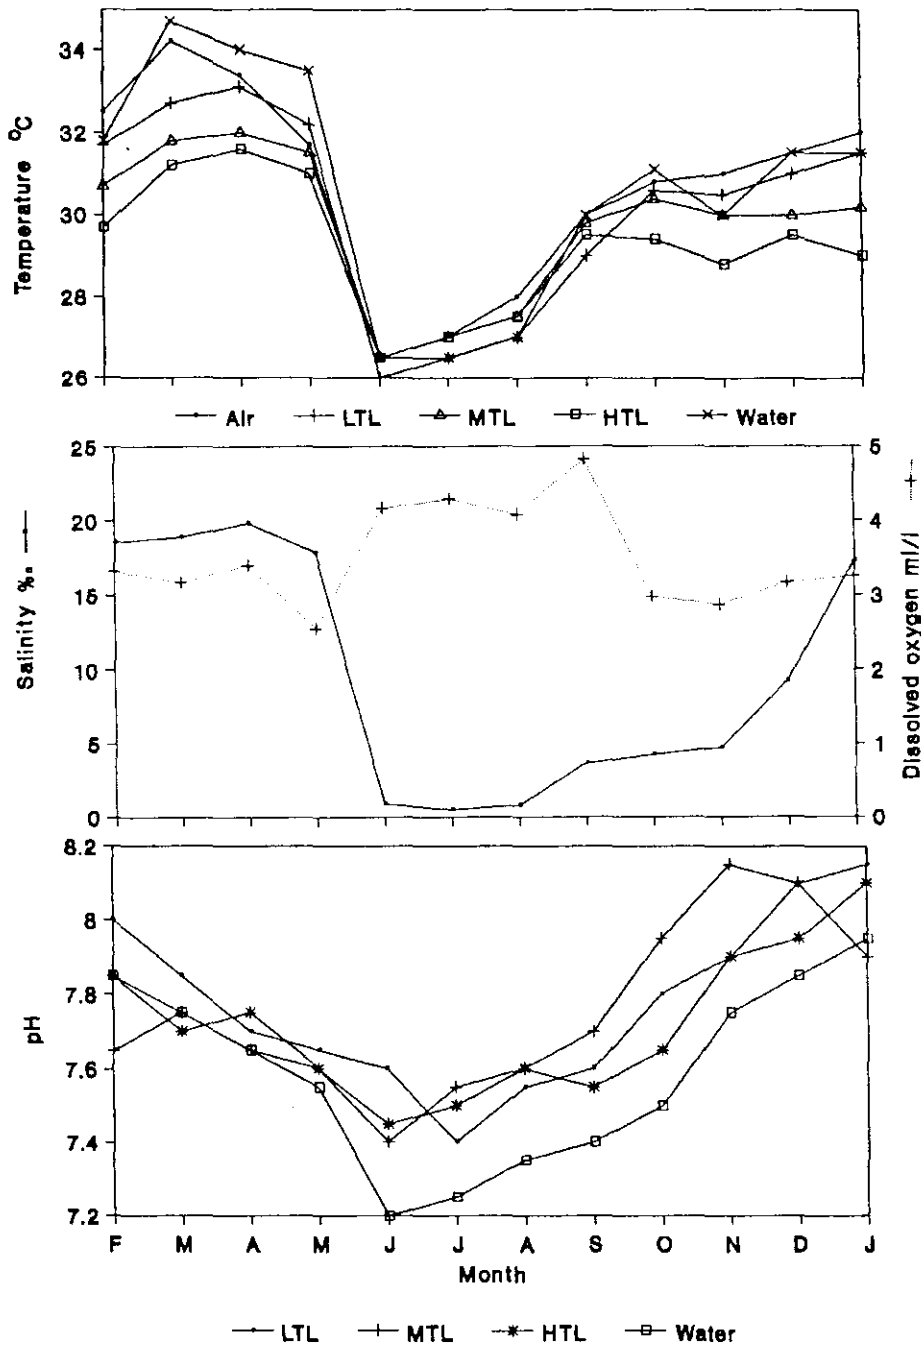 34
32
30
28
26
Temperature °C
Air LTL MTL HTL Water
25
20
15
10
5
0
Salinity ‰
5
4
3
2
1
0
Dissolved oxygen ml/l
8.2
8
7.8
7.6
7.4
7.2
pH
F M A M J J A S O N D J
Month
LTL MTL HTL Water